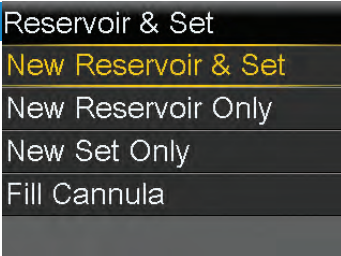 Reservoir & Set
New Reservoir & Set
New Reservoir Only
New Set Only
Fill Cannula